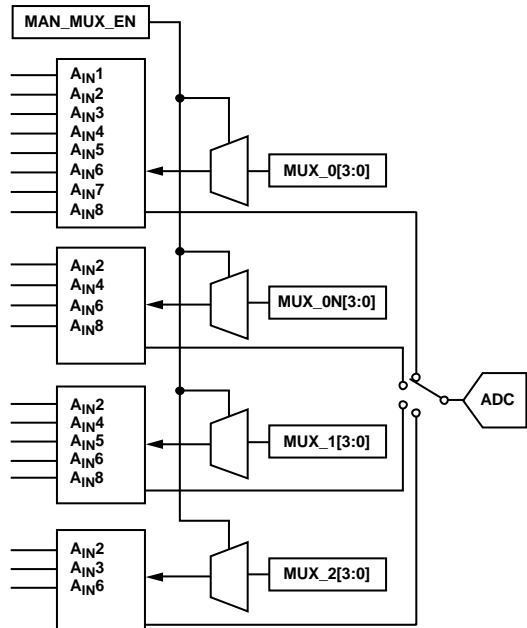 MAN_MUX_EN
AIN1
AIN2
AIN3
AIN4
AIN5
AIN6
AIN7
AIN8
MUX_0[3:0]
AIN2
AIN4
AIN6
AIN8
MUX_0N[3:0]
ADC
AIN2
AIN4
AIN5
AIN6
AIN8
MUX_1[3:0]
AIN2
AIN3
AIN6
MUX_2[3:0]